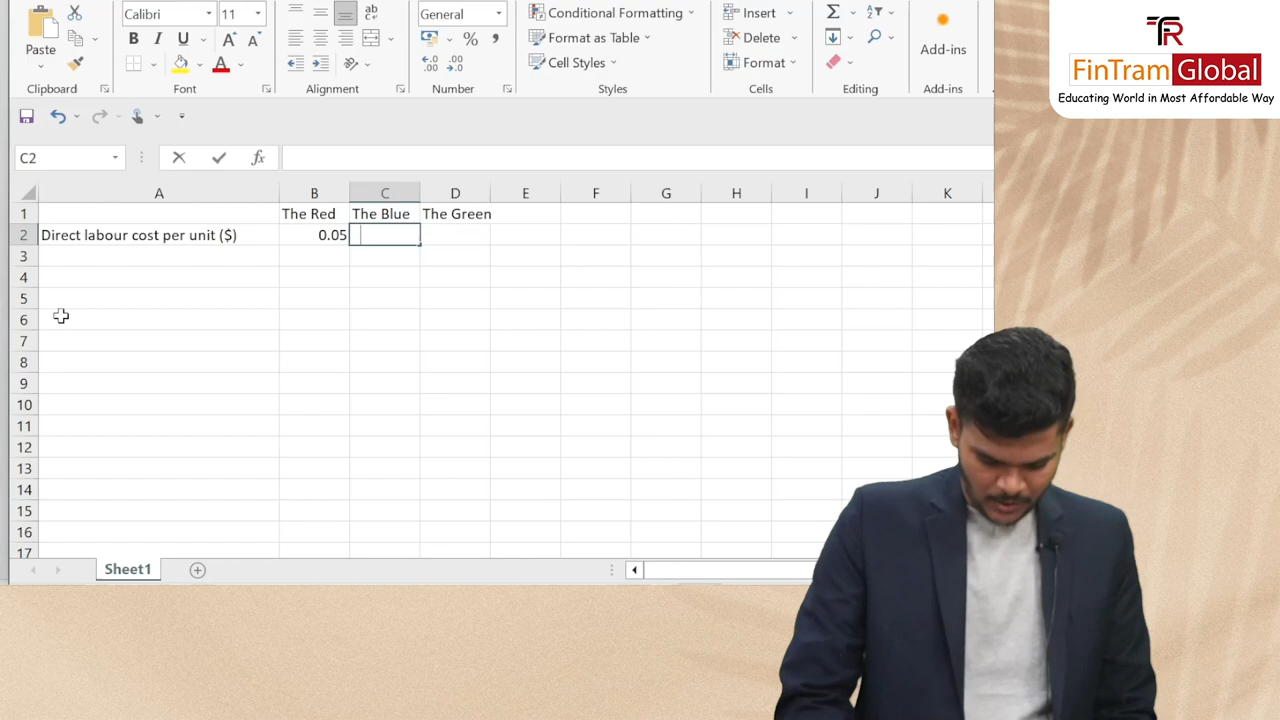 Calibri 11
General
Conditional Formatting
Insert
Paste
B I U A A
ab
% ,
Format as Table
Delete
Add-ins
A
Cell Styles
Format
Clipboard Font Alignment Number Styles Cells Editing Add-ins
C2
fx
A B C D E F G H I J K
1 The Red The Blue The Green
2 Direct labour cost per unit ($) 0.05
3
4
5
6
7
8
9
10
11
12
13
14
15
16
17
Sheet1
TR
FinTram Global
Educating World in Most Affordable Way